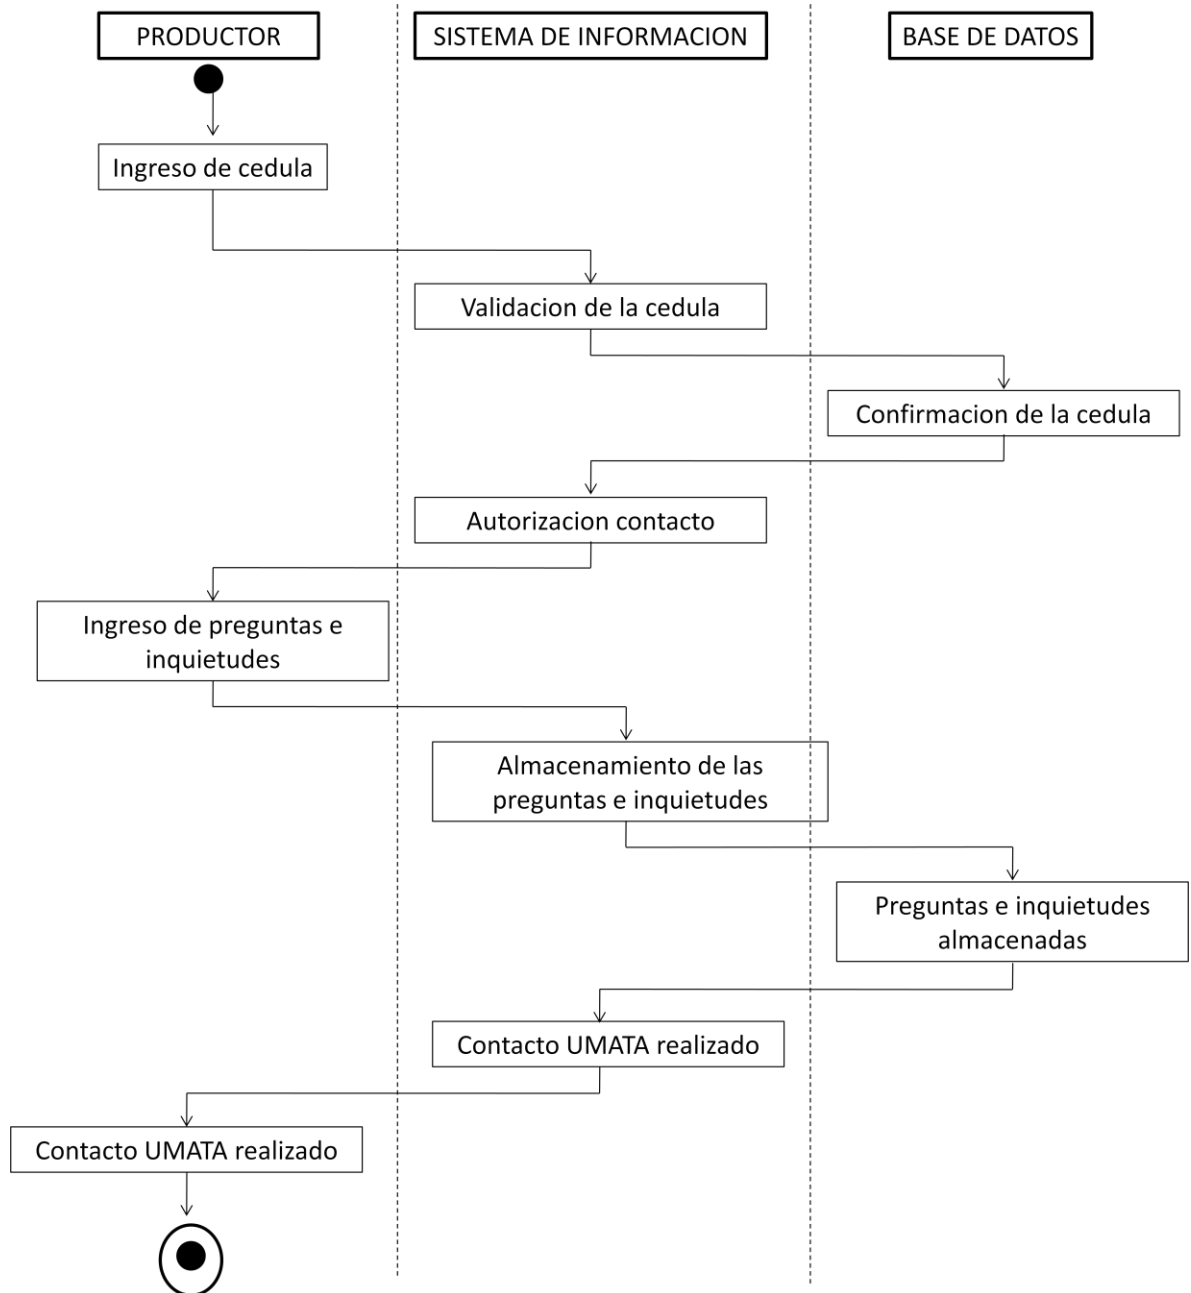 PRODUCTOR
SISTEMA DE INFORMACION
BASE DE DATOS
Ingreso de cedula
Validacion de la cedula
Confirmacion de la cedula
Autorizacion contacto
Ingreso de preguntas e
inquietudes
Almacenamiento de las
preguntas e inquietudes
Preguntas e inquietudes
almacenadas
Contacto UMATA realizado
Contacto UMATA realizado